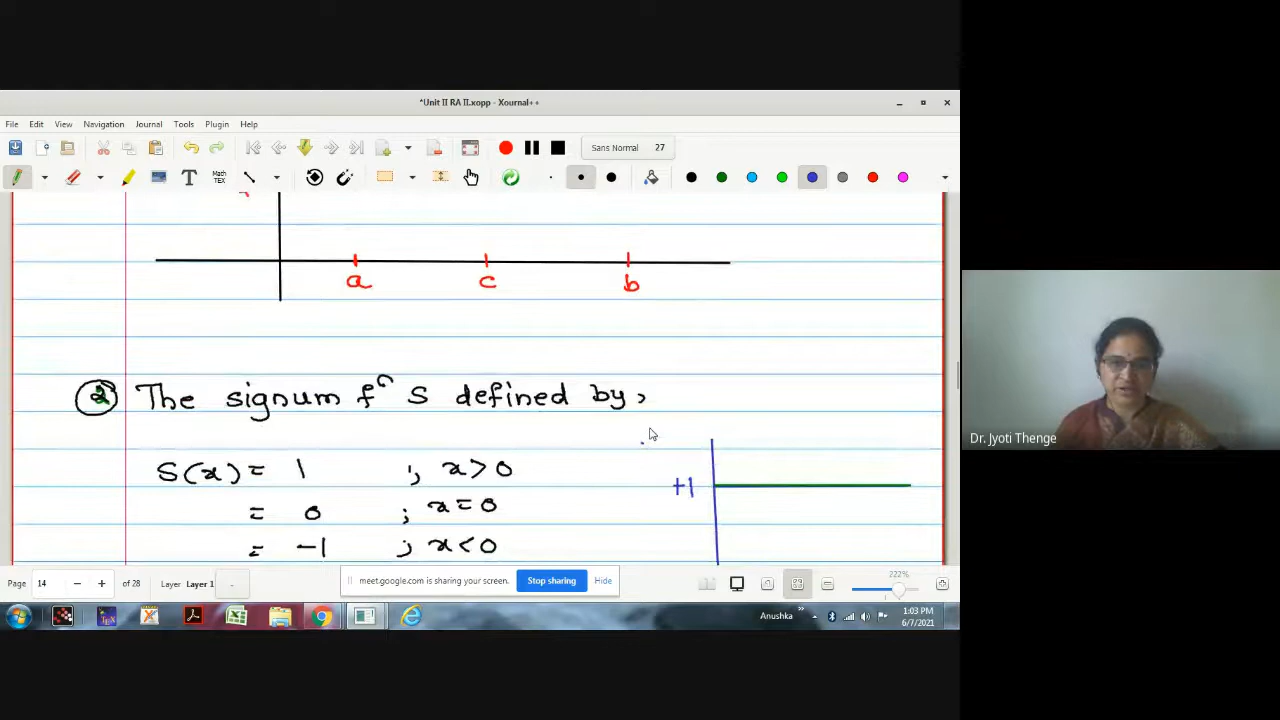 *Unit II RA II.xopp - Xournal++
File Edit View Navigation Journal Tools Plugin Help
Sans Normal 27
T Math TEX
a c b
② The signum fⁿ S defined by,
S(x) = 1 ; x > 0
= 0 ; x = 0
= -1 ; x < 0
+1
Dr. Jyoti Thenge
Page 14 of 28 Layer Layer 1
meet.google.com is sharing your screen. Stop sharing Hide
222%
Anushka
1:03 PM
6/7/2021